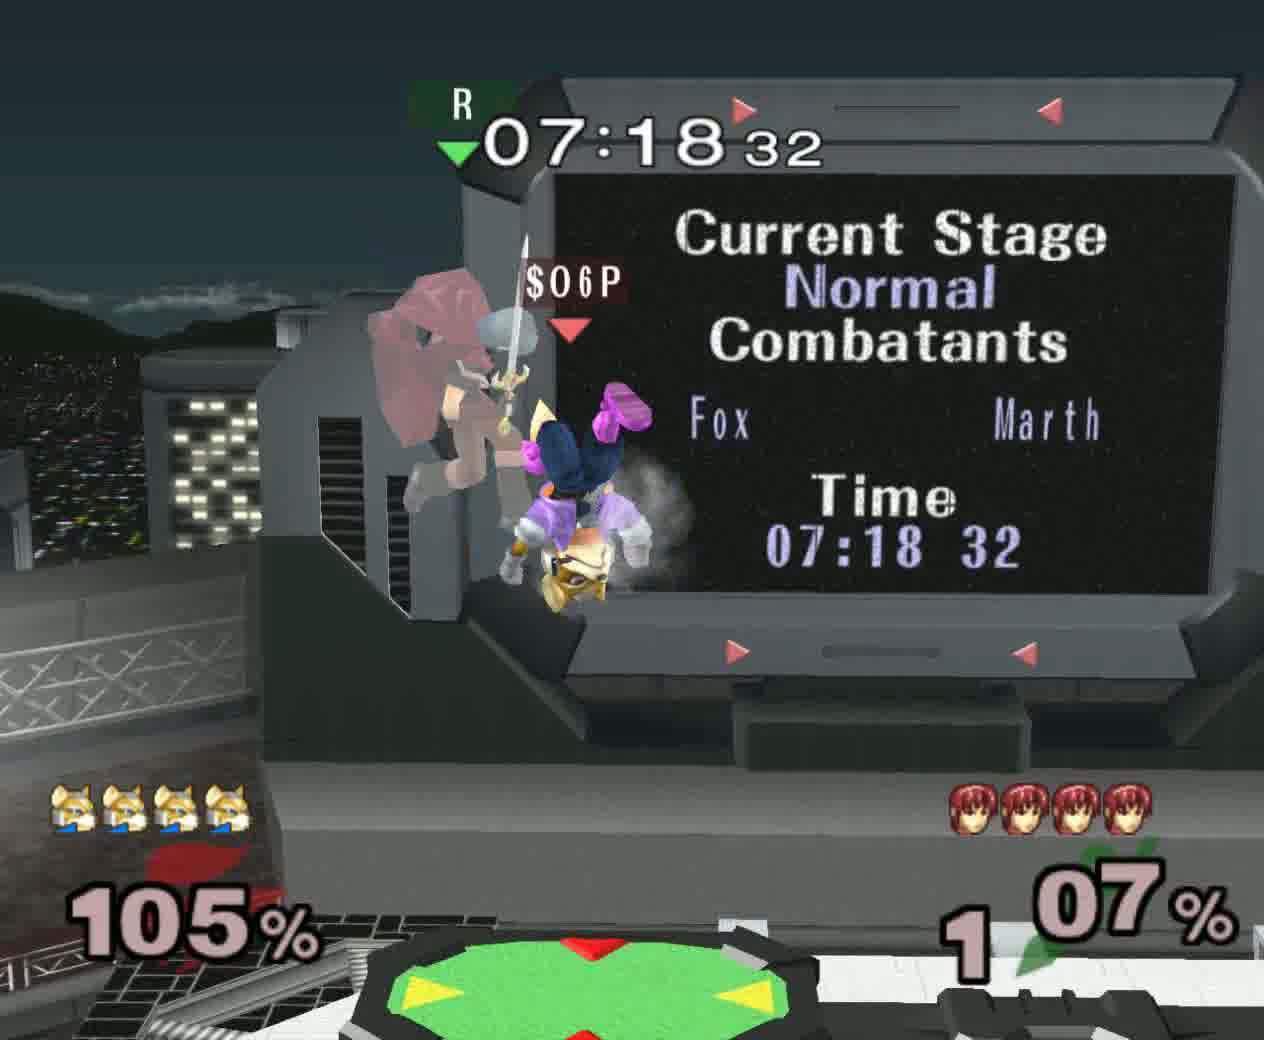 R
07:18 32
$06P
Current Stage
Normal
Combatants
Fox Marth
Time
07:18 32
105% 107%